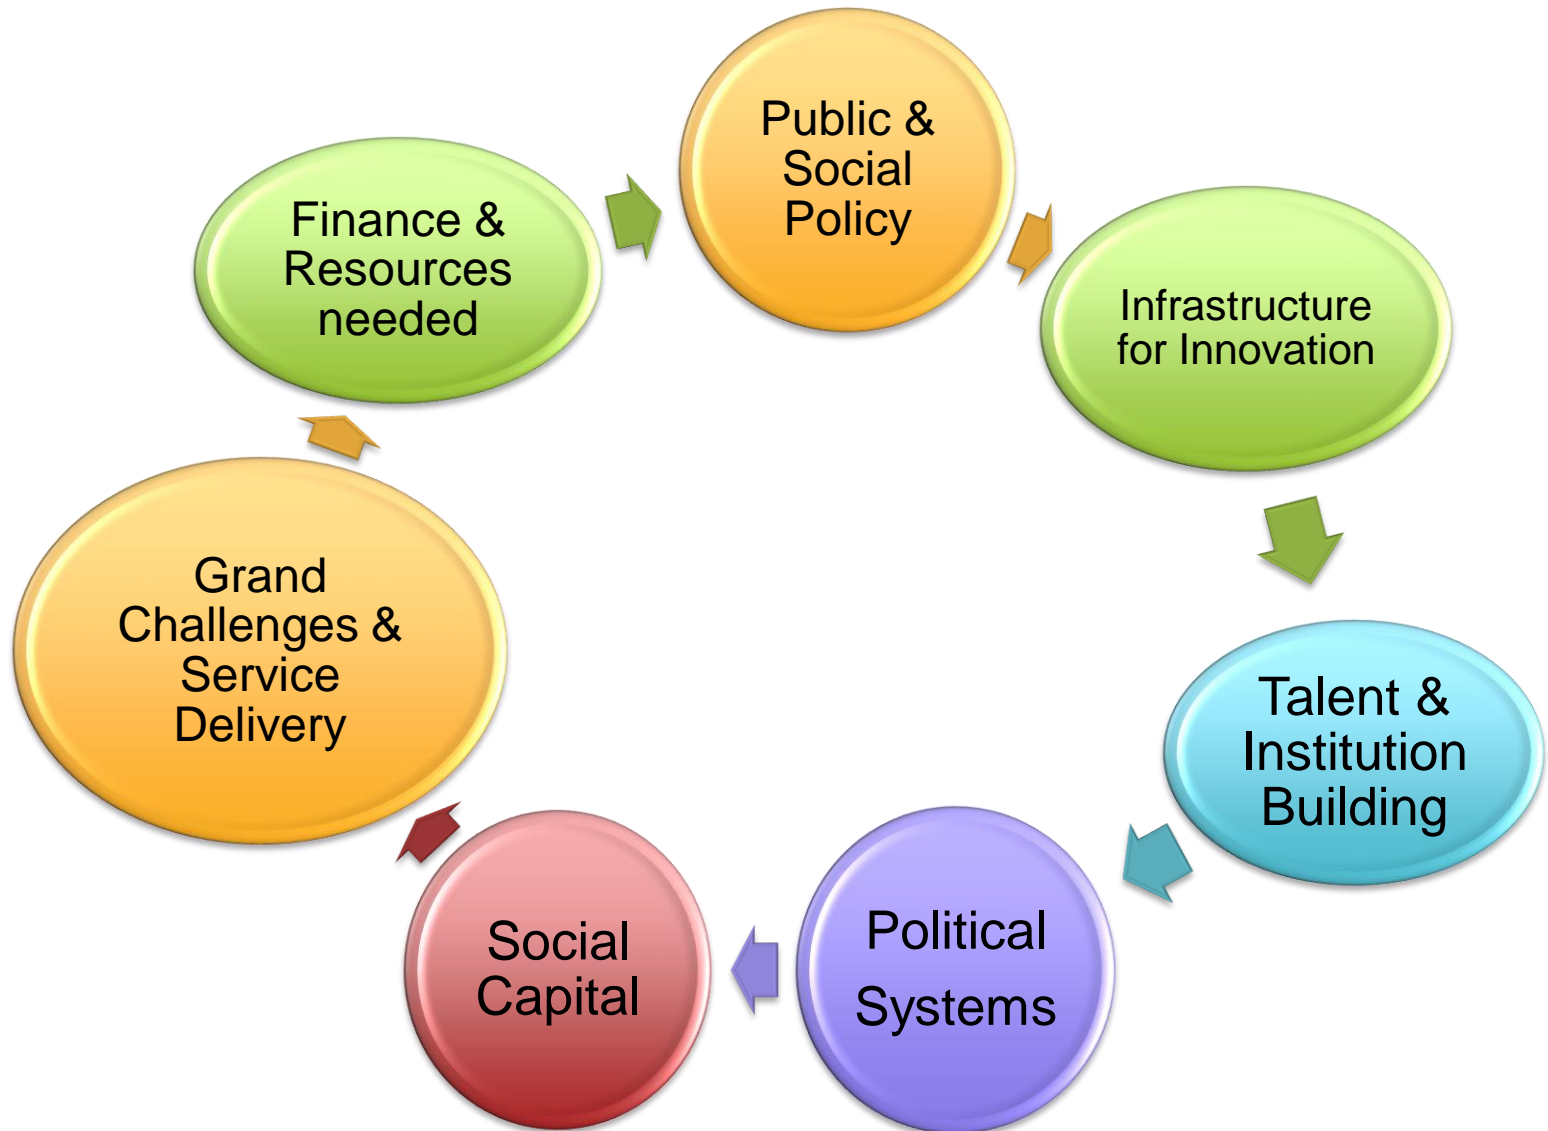 Public &
Social
Policy
Infrastructure
for Innovation
Talent &
Institution
Building
Political
Systems
Social
Capital
Grand
Challenges &
Service
Delivery
Finance &
Resources
needed